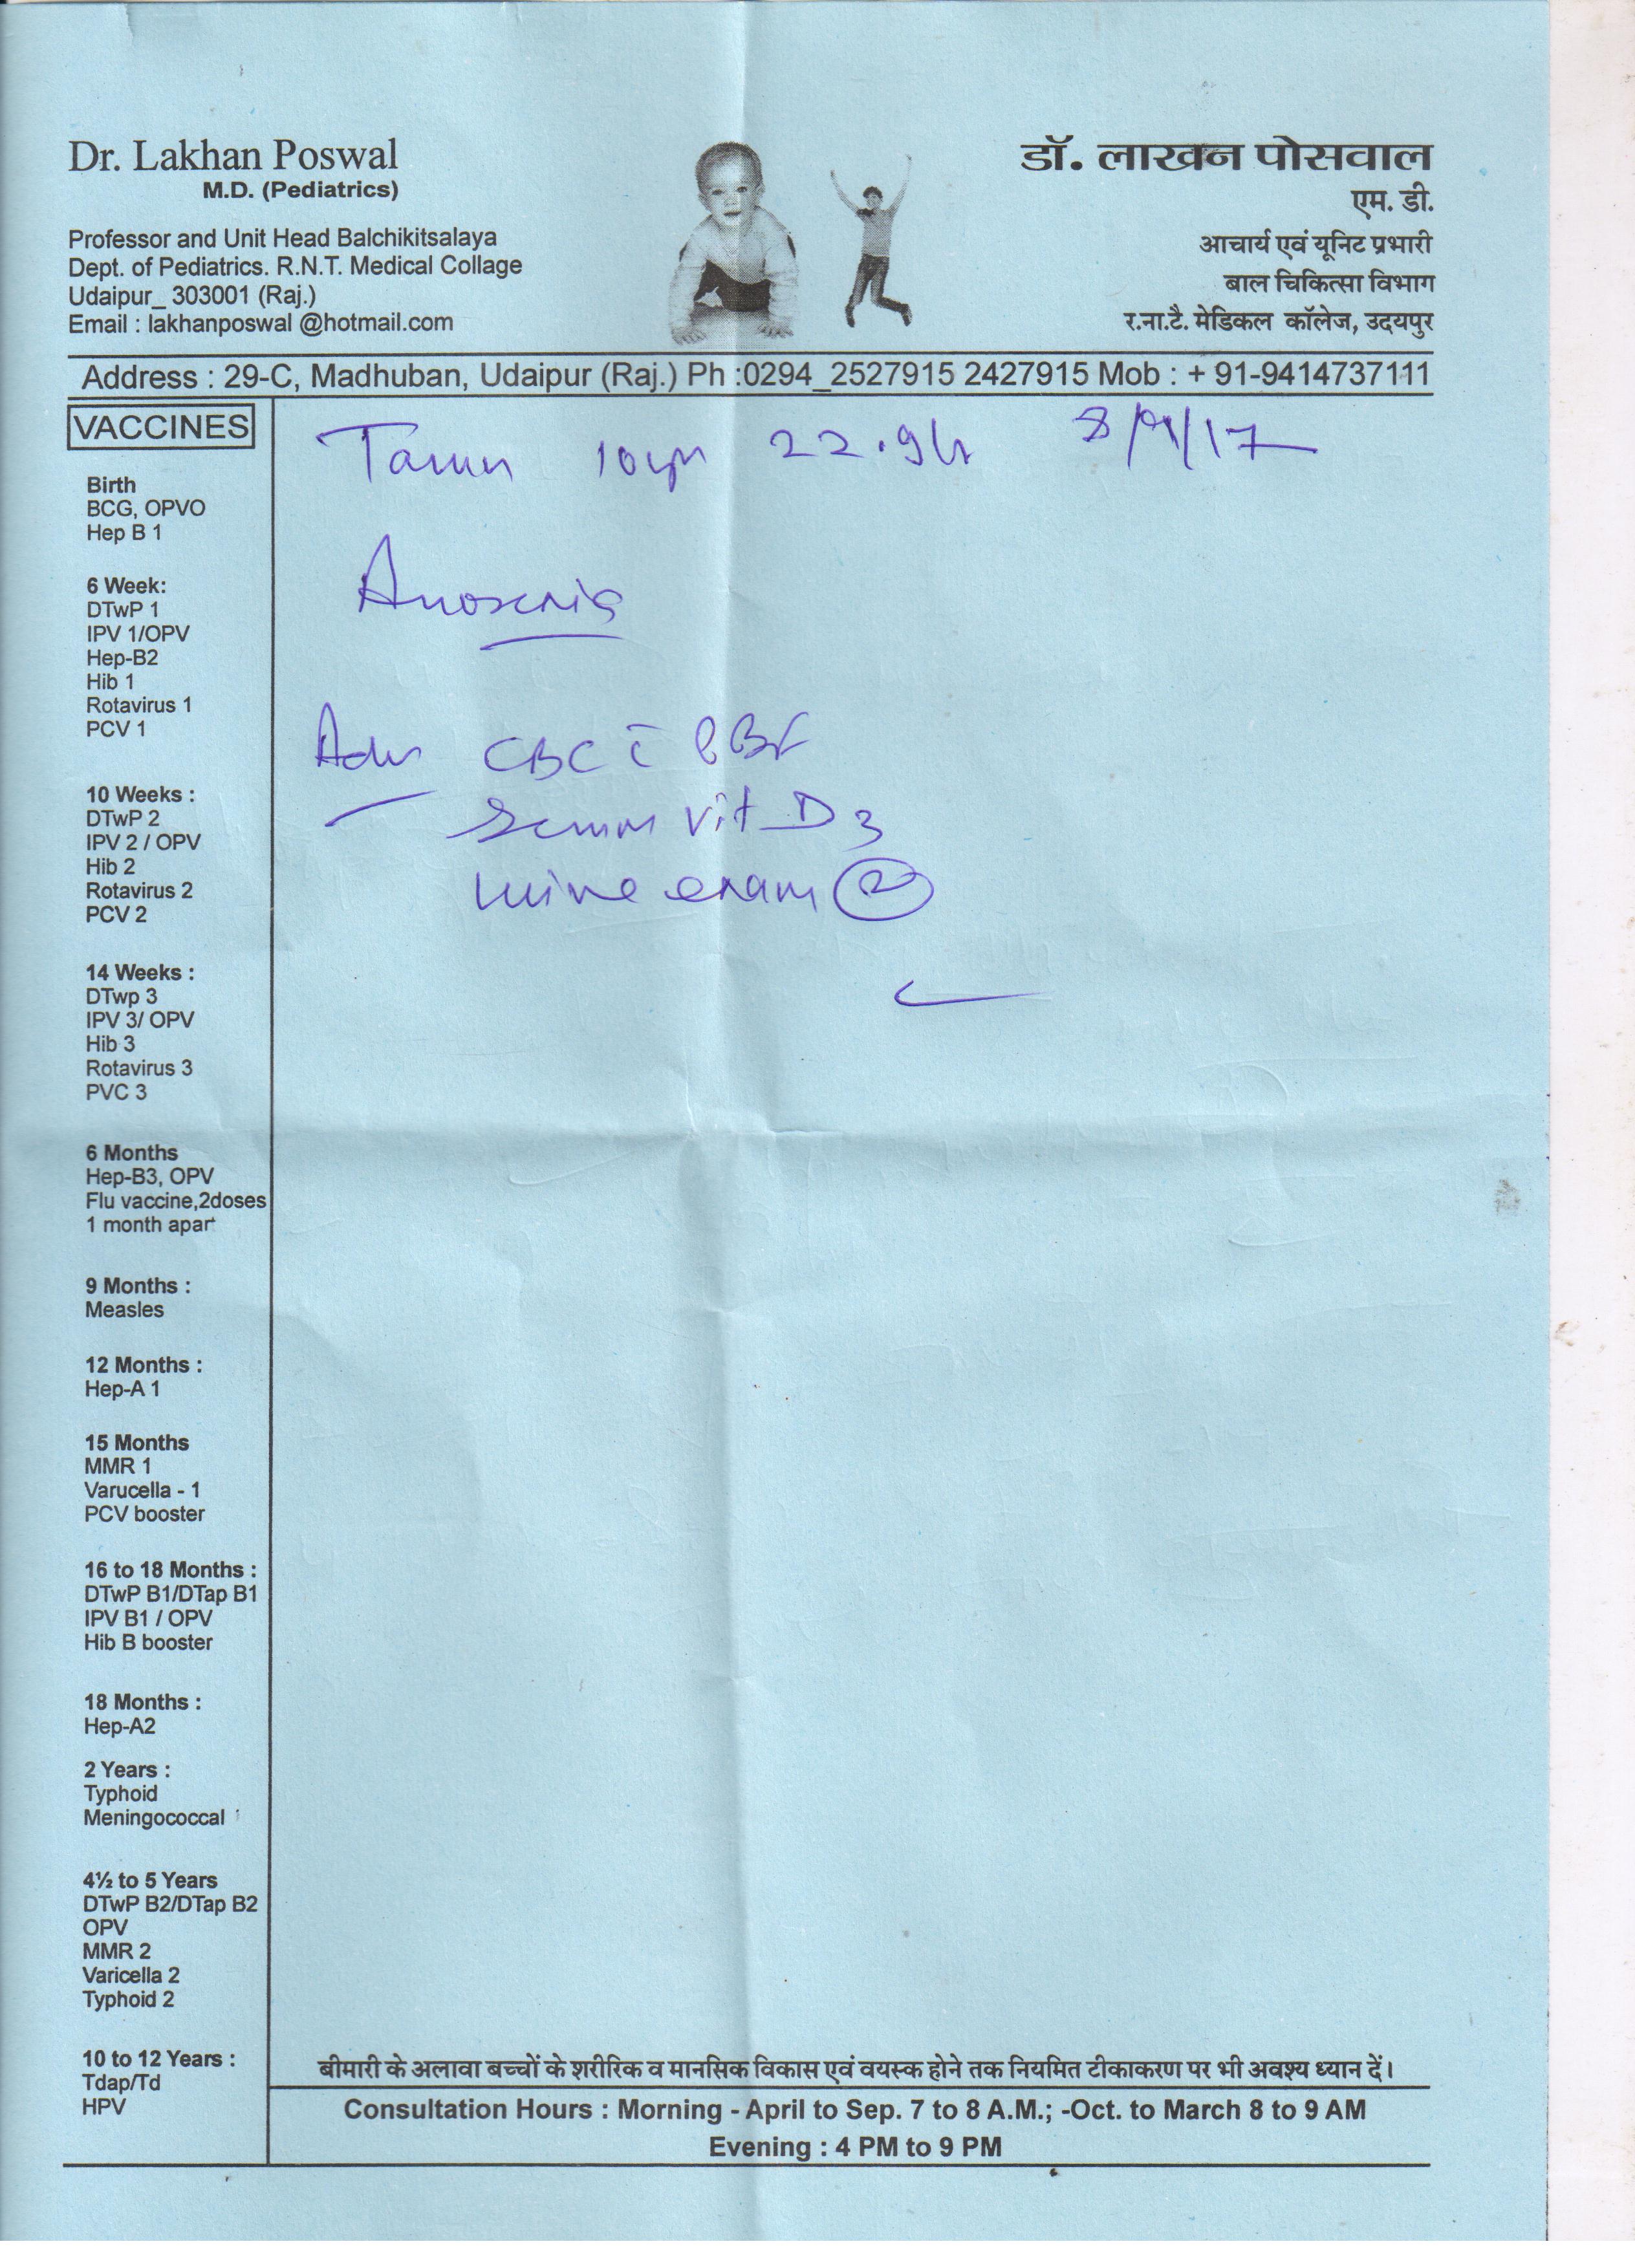 Dr. Lakhan Poswal
M.D. (Pediatrics)
Professor and Unit Head Balchikitsalaya
Dept. of Pediatrics. R.N.T. Medical Collage
Udaipur_ 303001 (Raj.)
Email : lakhanposwal @hotmail.com
डॉ. लाखन पोसवाल
एम. डी.
आचार्य एवं यूनिट प्रभारी
बाल चिकित्सा विभाग
र.ना.टै. मेडिकल कॉलेज, उदयपुर
Address : 29-C, Madhuban, Udaipur (Raj.) Ph :0294_2527915 2427915 Mob : + 91-9414737111
VACCINES
Birth
BCG, OPVO
Hep B 1
6 Week:
DTwP 1
IPV 1/OPV
Hep-B2
Hib 1
Rotavirus 1
PCV 1
10 Weeks :
DTwP 2
IPV 2 / OPV
Hib 2
Rotavirus 2
PCV 2
14 Weeks :
DTwp 3
IPV 3/ OPV
Hib 3
Rotavirus 3
PVC 3
6 Months
Hep-B3, OPV
Flu vaccine,2doses
1 month apart
9 Months :
Measles
12 Months :
Hep-A 1
15 Months
MMR 1
Varucella - 1
PCV booster
16 to 18 Months :
DTwP B1/DTap B1
IPV B1 / OPV
Hib B booster
18 Months :
Hep-A2
2 Years :
Typhoid
Meningococcal
4½ to 5 Years
DTwP B2/DTap B2
OPV
MMR 2
Varicella 2
Typhoid 2
10 to 12 Years :
Tdap/Td
HPV
10yr 22.9
Adv CBC c̄ PBF
Serum Vit D3
Urine exam (R)
बीमारी के अलावा बच्चों के शरीरिक व मानसिक विकास एवं वयस्क होने तक नियमित टीकाकरण पर भी अवश्य ध्यान दें।
Consultation Hours : Morning - April to Sep. 7 to 8 A.M.; -Oct. to March 8 to 9 AM
Evening : 4 PM to 9 PM